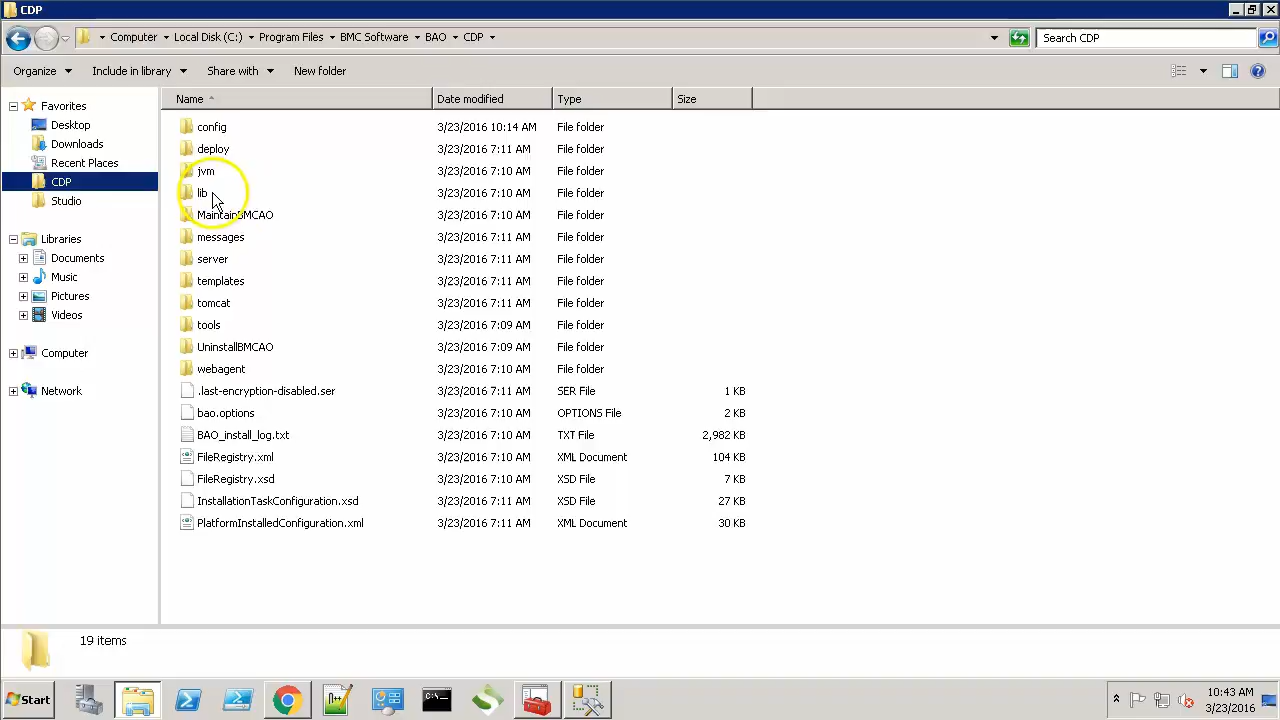 CDP
Computer Local Disk (C:) Program Files BMC Software BAO CDP
Search CDP
Organize Include in library Share with New folder
Favorites
Desktop
Downloads
Recent Places
CDP
Studio
Libraries
Documents
Music
Pictures
Videos
Computer
Network
Name Date modified Type Size
config 3/23/2016 10:14 AM File folder
deploy 3/23/2016 7:11 AM File folder
jvm 3/23/2016 7:11 AM File folder
lib 3/23/2016 7:10 AM File folder
MaintainBMCAO 3/23/2016 7:10 AM File folder
messages 3/23/2016 7:11 AM File folder
server 3/23/2016 7:11 AM File folder
templates 3/23/2016 7:11 AM File folder
tomcat 3/23/2016 7:11 AM File folder
tools 3/23/2016 7:09 AM File folder
UninstallBMCAO 3/23/2016 7:09 AM File folder
webagent 3/23/2016 7:10 AM File folder
.last-encryption-disabled.ser 3/23/2016 7:11 AM SER File 1 KB
bao.options 3/23/2016 7:10 AM OPTIONS File 2 KB
BAO_install_log.txt 3/23/2016 7:11 AM TXT File 2,982 KB
FileRegistry.xml 3/23/2016 7:10 AM XML Document 104 KB
FileRegistry.xsd 3/23/2016 7:10 AM XSD File 7 KB
InstallationTaskConfiguration.xsd 3/23/2016 7:11 AM XSD File 27 KB
PlatformInstalledConfiguration.xml 3/23/2016 7:11 AM XML Document 30 KB
19 items
Start
10:43 AM
3/23/2016